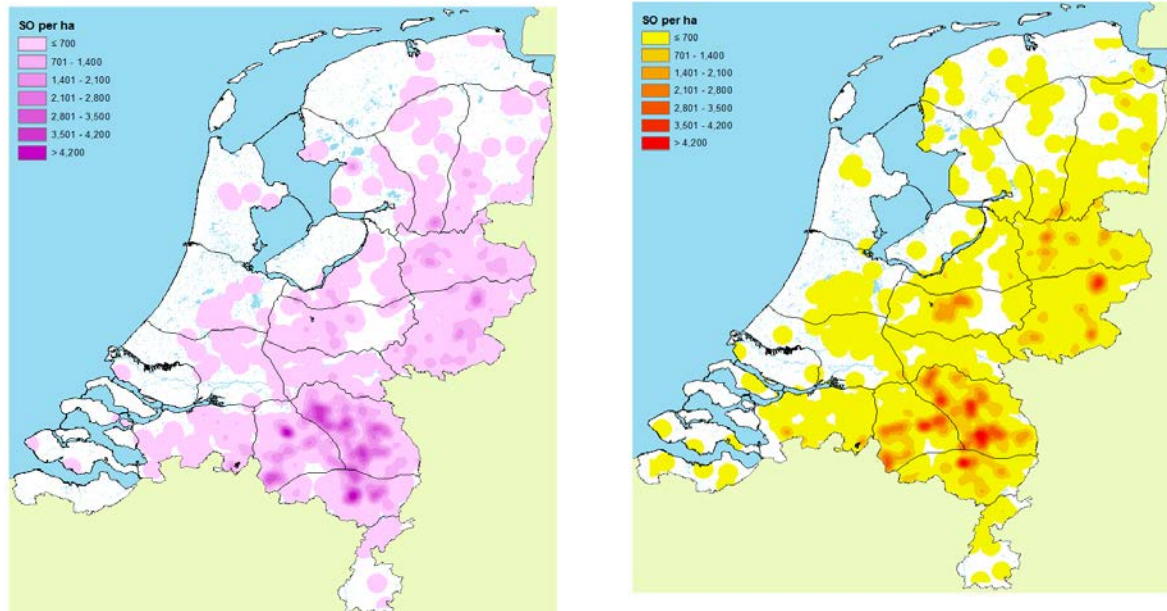 SO per ha
≤ 700
701 - 1,400
1,401 - 2,100
2,101 - 2,800
2,801 - 3,500
3,501 - 4,200
> 4,200
SO per ha
≤ 700
701 - 1,400
1,401 - 2,100
2,101 - 2,800
2,801 - 3,500
3,501 - 4,200
> 4,200